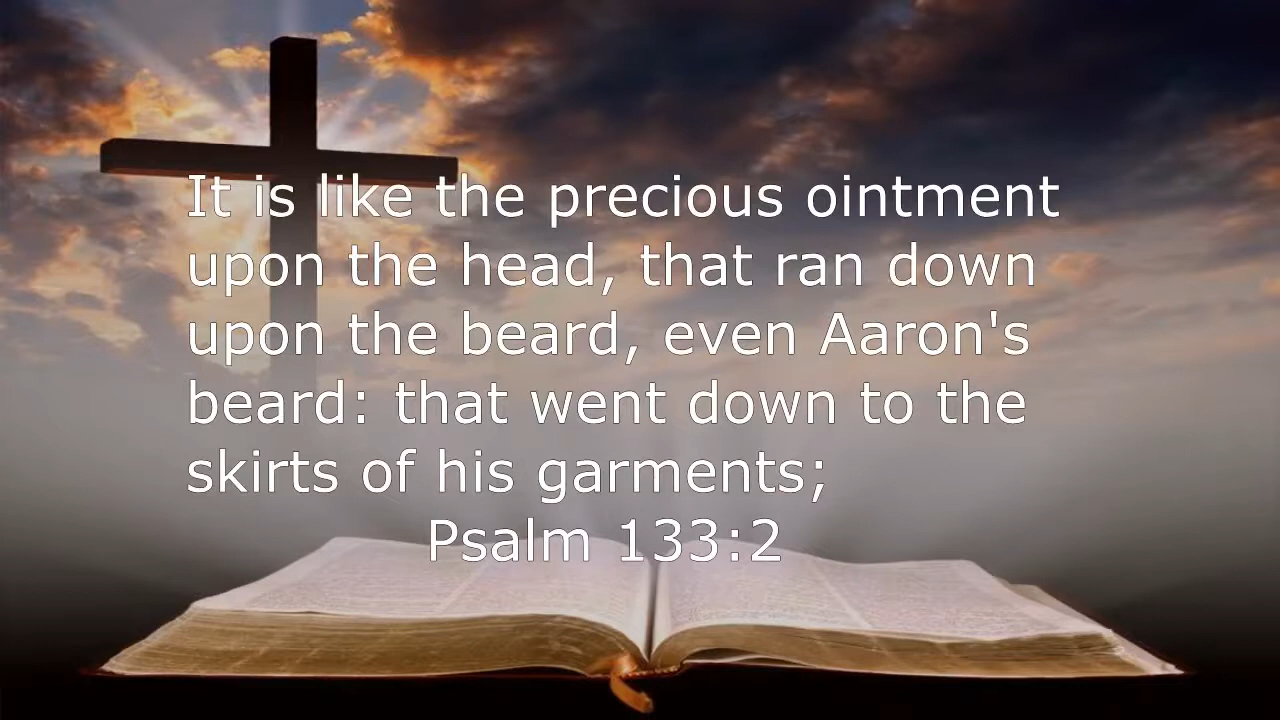 It is like the precious ointment
upon the head, that ran down
upon the beard, even Aaron's
beard: that went down to the
skirts of his garments;
Psalm 133:2